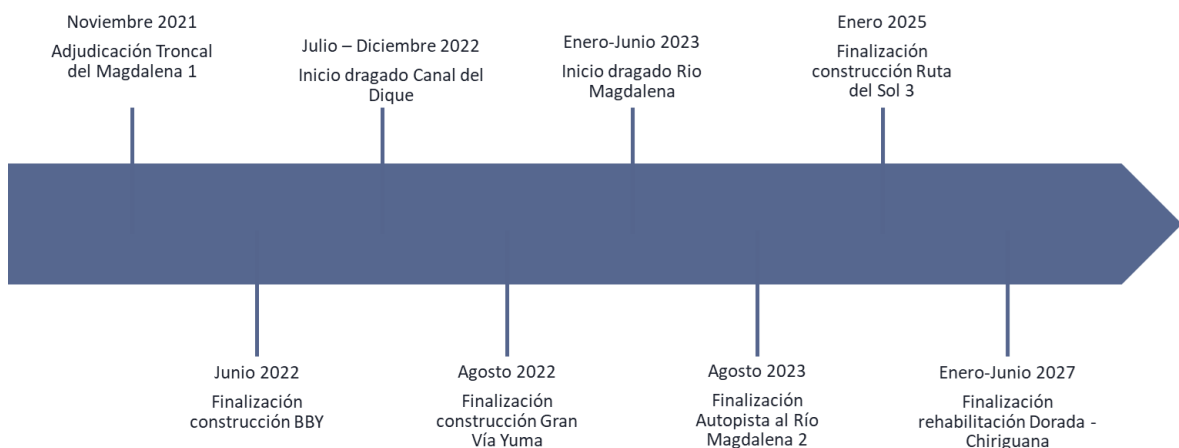 Noviembre 2021
Adjudicación Troncal
del Magdalena 1
Julio – Diciembre 2022
Inicio dragado Canal del
Dique
Enero-Junio 2023
Inicio dragado Rio
Magdalena
Enero 2025
Finalización
construcción Ruta
del Sol 3
Junio 2022
Finalización
construcción BBY
Agosto 2022
Finalización
construcción Gran
Vía Yuma
Agosto 2023
Finalización
Autopista al Río
Magdalena 2
Enero-Junio 2027
Finalización
rehabilitación Dorada -
Chiriguana